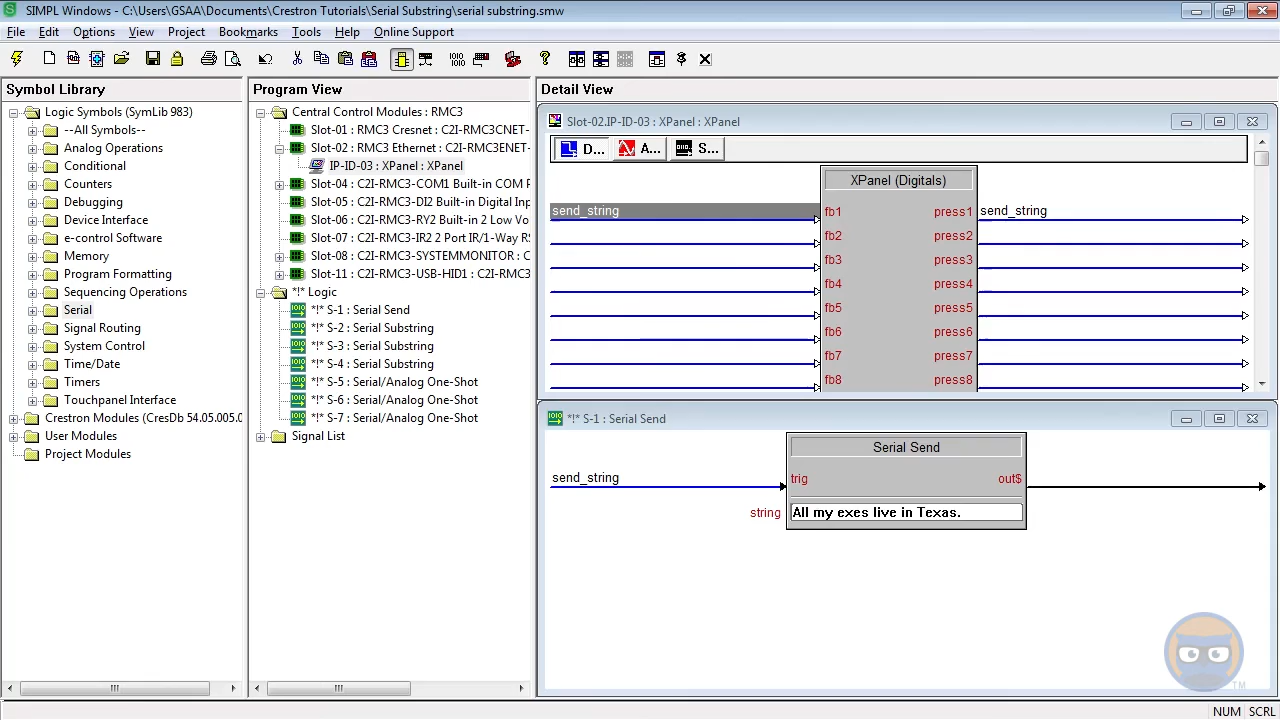 SIMPL Windows - C:\Users\GSAA\Documents\Crestron Tutorials\Serial Substring\serial substring.smw
File Edit Options View Project Bookmarks Tools Help Online Support
Symbol Library
Logic Symbols (SymLib 983)
--All Symbols--
Analog Operations
Conditional
Counters
Debugging
Device Interface
e-control Software
Memory
Program Formatting
Sequencing Operations
Serial
Signal Routing
System Control
Time/Date
Timers
Touchpanel Interface
Crestron Modules (CresDb 54.05.005.0
User Modules
Project Modules
Program View
Central Control Modules : RMC3
Slot-01 : RMC3 Cresnet : C2I-RMC3CNET-
Slot-02 : RMC3 Ethernet : C2I-RMC3ENET-
IP-ID-03 : XPanel : XPanel
Slot-04 : C2I-RMC3-COM1 Built-in COM P
Slot-05 : C2I-RMC3-DI2 Built-in Digital Inp
Slot-06 : C2I-RMC3-RY2 Built-in 2 Low Vo
Slot-07 : C2I-RMC3-IR2 2 Port IR/1-Way RS
Slot-08 : C2I-RMC3-SYSTEMMONITOR : C
Slot-11 : C2I-RMC3-USB-HID1 : C2I-RMC3
*!* Logic
*!* S-1 : Serial Send
*!* S-2 : Serial Substring
*!* S-3 : Serial Substring
*!* S-4 : Serial Substring
*!* S-5 : Serial/Analog One-Shot
*!* S-6 : Serial/Analog One-Shot
*!* S-7 : Serial/Analog One-Shot
Signal List
Detail View
Slot-02.IP-ID-03 : XPanel : XPanel
D... A... S...
XPanel (Digitals)
send_string fb1 press1 send_string
fb2 press2
fb3 press3
fb4 press4
fb5 press5
fb6 press6
fb7 press7
fb8 press8
*!* S-1 : Serial Send
Serial Send
send_string trig out$
string All my exes live in Texas.
TM
NUM SCRL